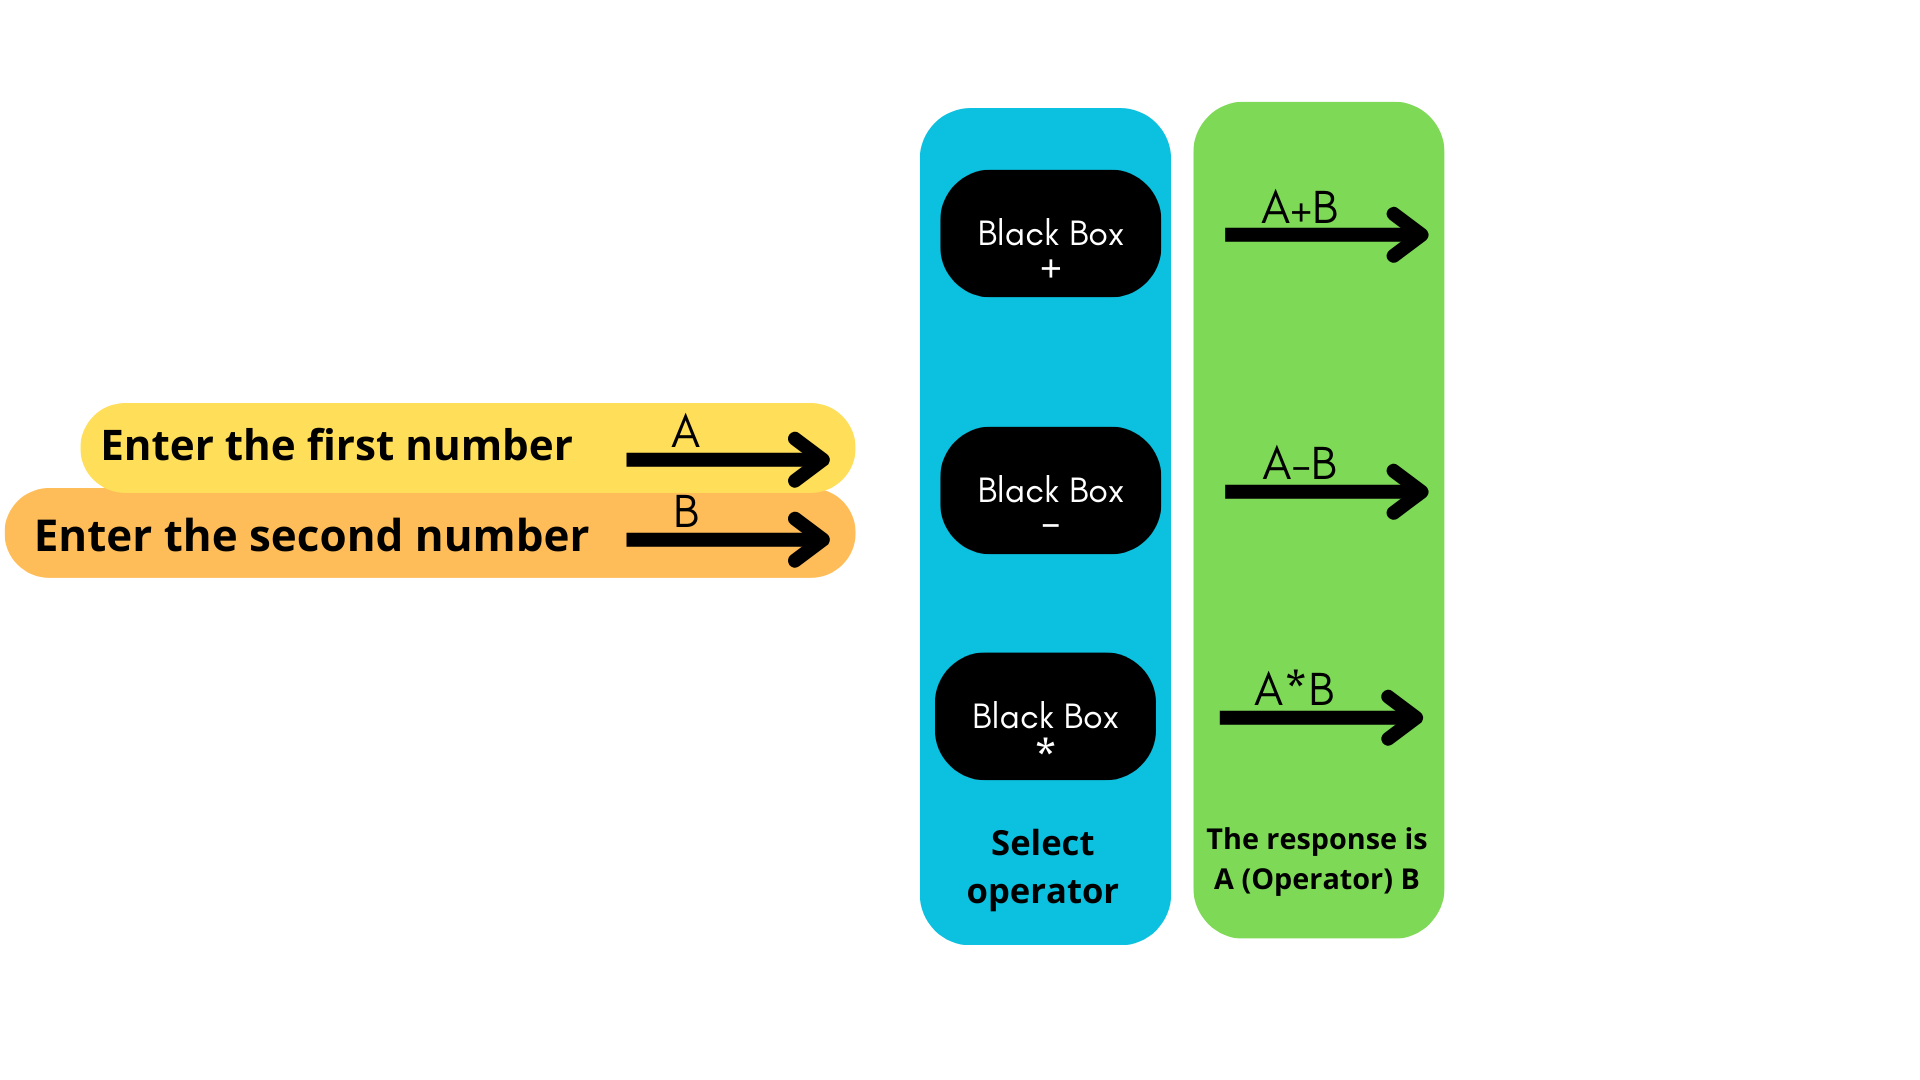 Enter the first number
A
Enter the second number
B
Black Box
+
Black Box
-
Black Box
*
Select
operator
A+B
A-B
A*B
The response is
A (Operator) B